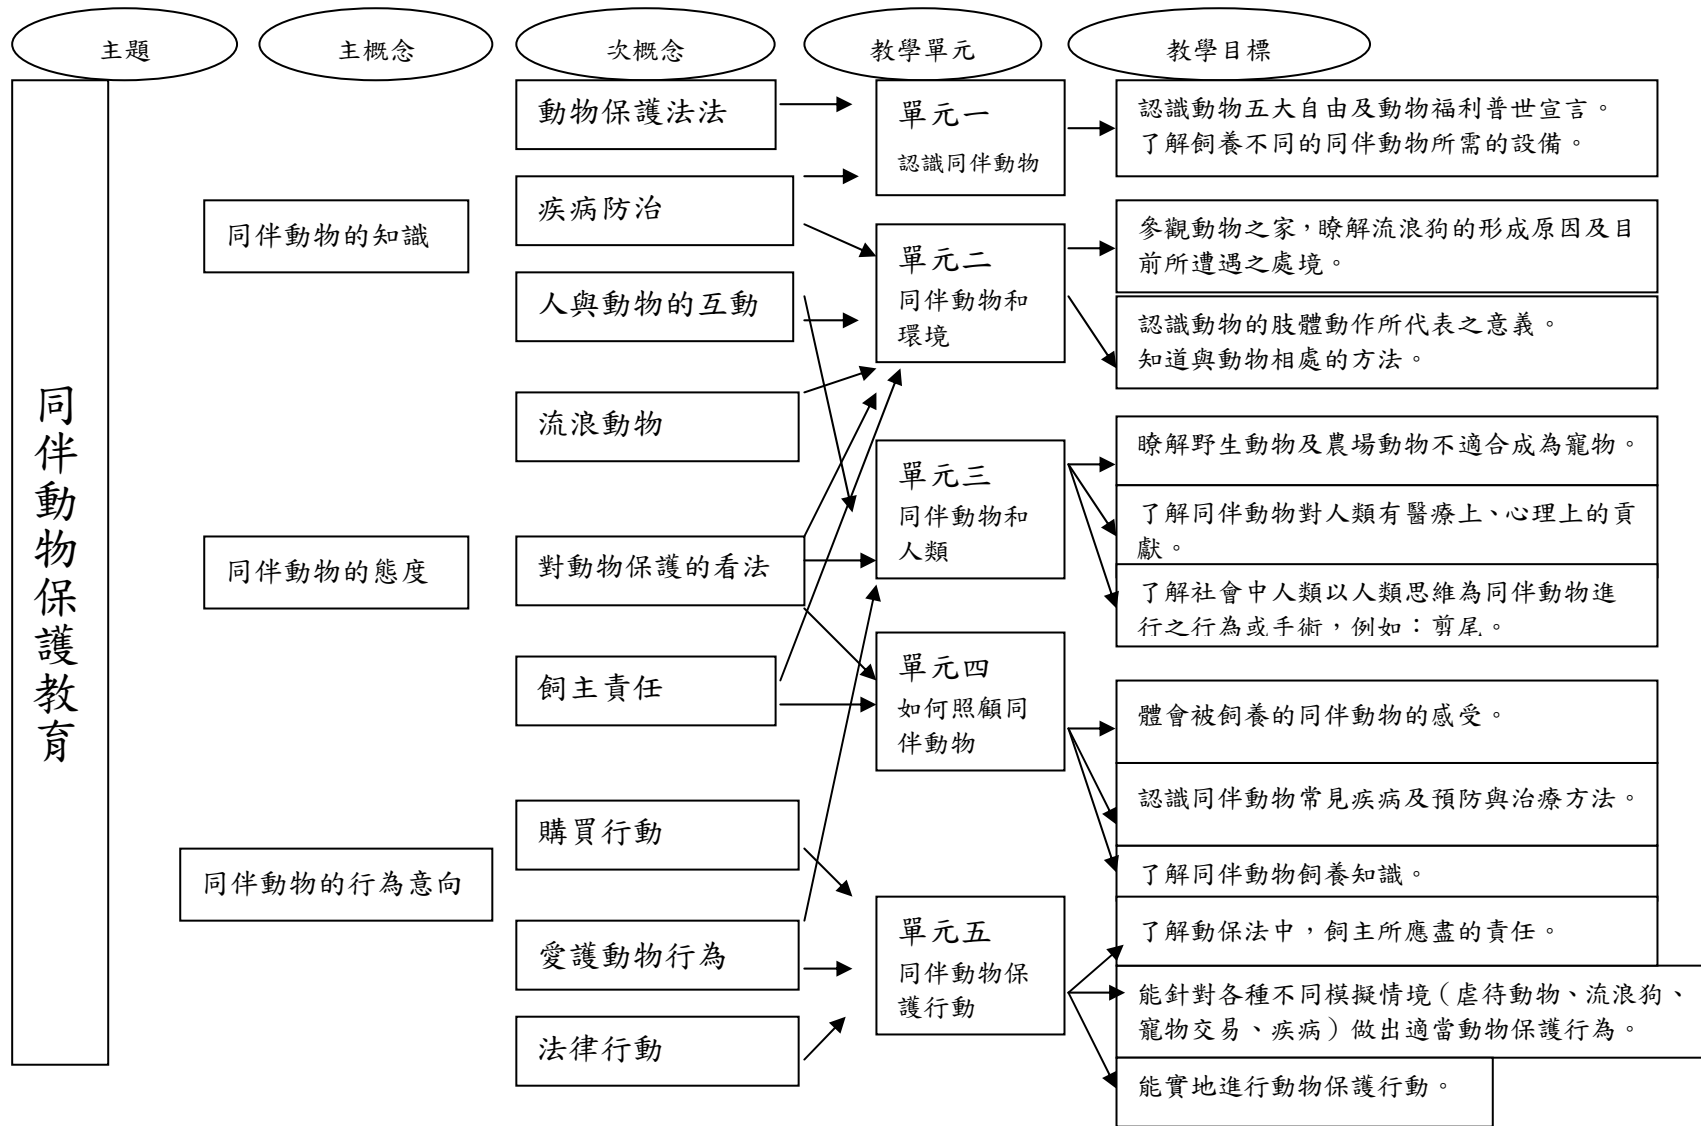 主題
主概念
次概念
教學單元
教學目標
同伴動物保護教育
同伴動物的知識
同伴動物的態度
同伴動物的行為意向
動物保護法法
疾病防治
人與動物的互動
流浪動物
對動物保護的看法
飼主責任
購買行動
愛護動物行為
法律行動
單元一
認識同伴動物
單元二
同伴動物和
環境
單元三
同伴動物和
人類
單元四
如何照顧同
伴動物
單元五
同伴動物保
護行動
認識動物五大自由及動物福利普世宣言。
了解飼養不同的同伴動物所需的設備。
參觀動物之家,瞭解流浪狗的形成原因及目
前所遭遇之處境。
認識動物的肢體動作所代表之意義。
知道與動物相處的方法。
瞭解野生動物及農場動物不適合成為寵物。
了解同伴動物對人類有醫療上、心理上的貢
獻。
了解社會中人類以人類思維為同伴動物進
行之行為或手術,例如:剪尾。
體會被飼養的同伴動物的感受。
認識同伴動物常見疾病及預防與治療方法。
了解同伴動物飼養知識。
了解動保法中,飼主所應盡的責任。
能針對各種不同模擬情境(虐待動物、流浪狗、
寵物交易、疾病)做出適當動物保護行為。
能實地進行動物保護行動。